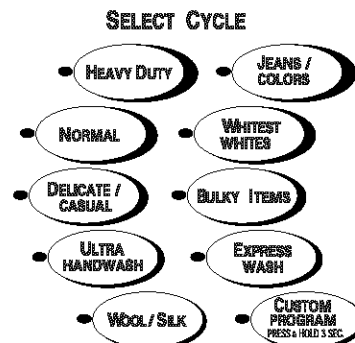 SELECT CYCLE
HEAVY DUTY
JEANS /
COLORS
NORMAL
WHITEST
WHITES
DELICATE /
CASUAL
BULKY ITEMS
ULTRA
HANDWASH
EXPRESS
WASH
WOOL / SILK
CUSTOM
PROGRAM
PRESS & HOLD 3 SEC.